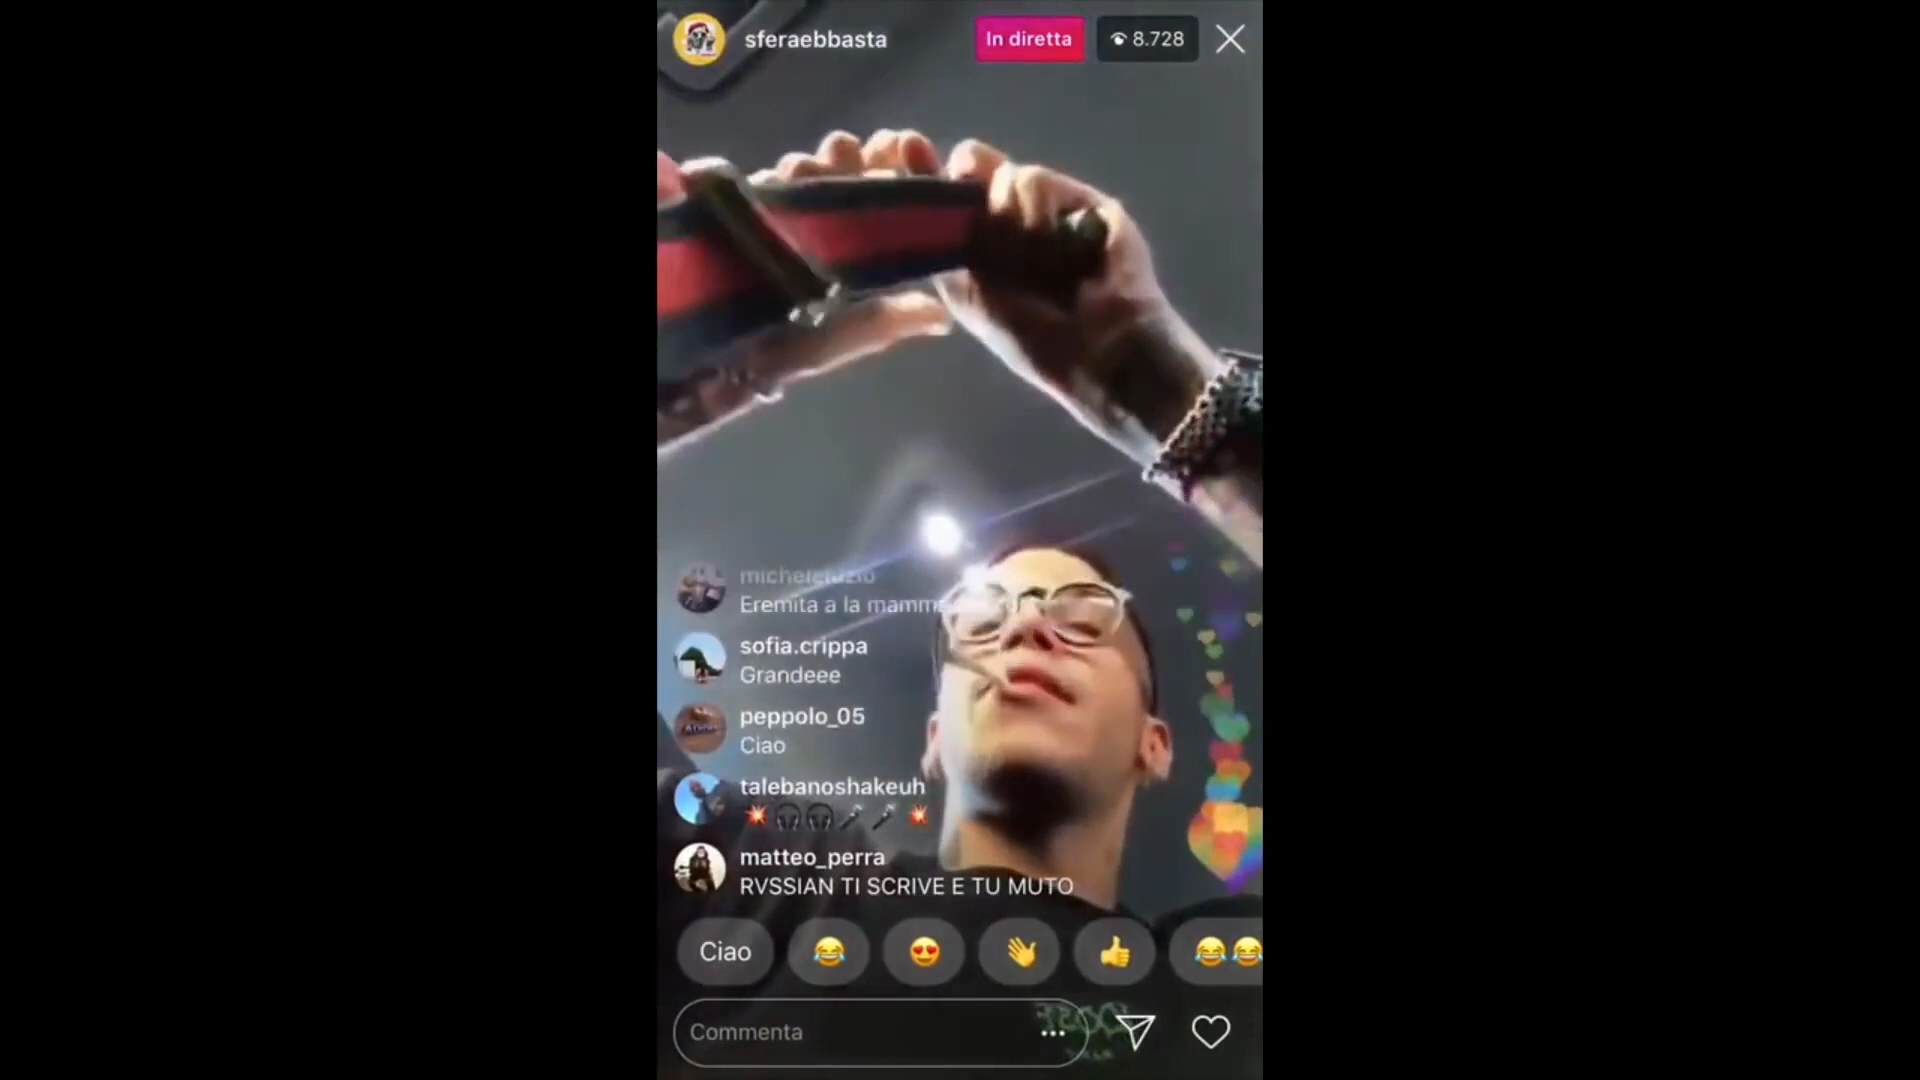 sferaebbasta
In diretta
8.728
Eremita a la
sofia.crippa
Grandeee
peppolo_05
Ciao
talebanoshakeuh
💥🎧🎧🎤🎤💥
matteo_perra
RVSSIAN TI SCRIVE E TU MUTO
Ciao 😂 😍 👋 👍 😂😂
Commenta